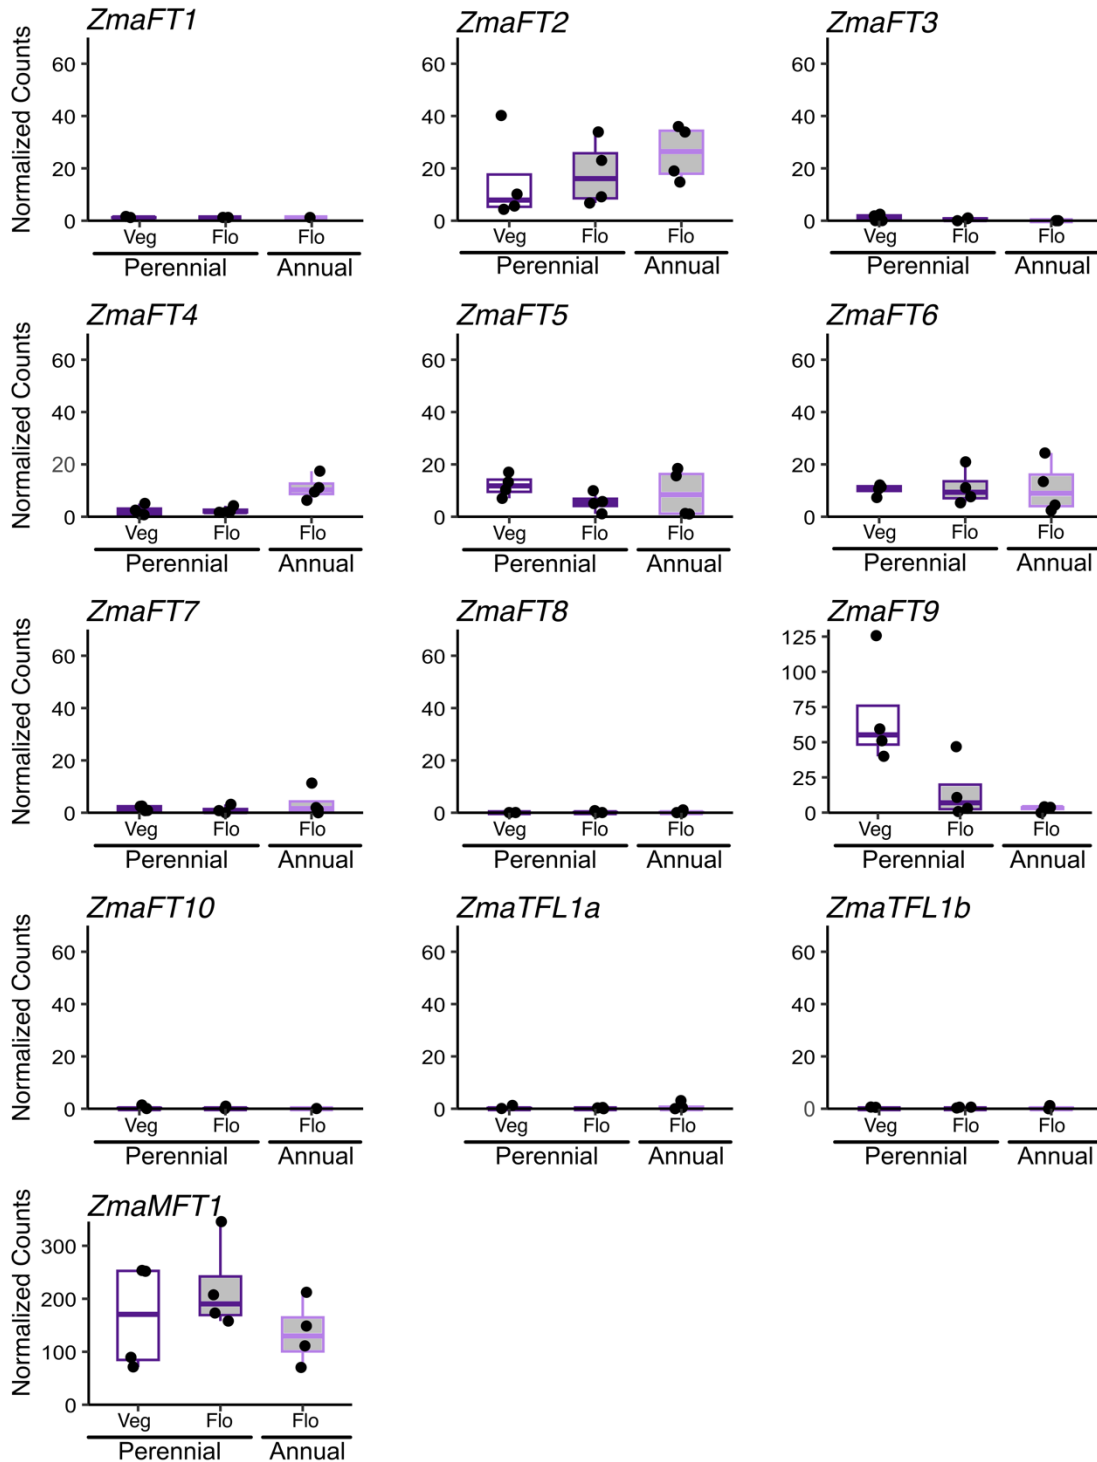 ZmaFT1 ZmaFT2 ZmaFT3
Normalized Counts
60 60 60
40 40 40
20 20 20
0 0 0
Veg Flo Flo Veg Flo Flo Veg Flo Flo
Perennial Annual Perennial Annual Perennial Annual
ZmaFT4 ZmaFT5 ZmaFT6
Normalized Counts
60 60 60
40 40 40
20 20 20
0 0 0
Veg Flo Flo Veg Flo Flo Veg Flo Flo
Perennial Annual Perennial Annual Perennial Annual
ZmaFT7 ZmaFT8 ZmaFT9
Normalized Counts
60 60 125
40 40 100
20 20 75
0 0 50
25
0
Veg Flo Flo Veg Flo Flo Veg Flo Flo
Perennial Annual Perennial Annual Perennial Annual
ZmaFT10 ZmaTFL1a ZmaTFL1b
Normalized Counts
60 60 60
40 40 40
20 20 20
0 0 0
Veg Flo Flo Veg Flo Flo Veg Flo Flo
Perennial Annual Perennial Annual Perennial Annual
ZmaMFT1
Normalized Counts
300
200
100
0
Veg Flo Flo
Perennial Annual